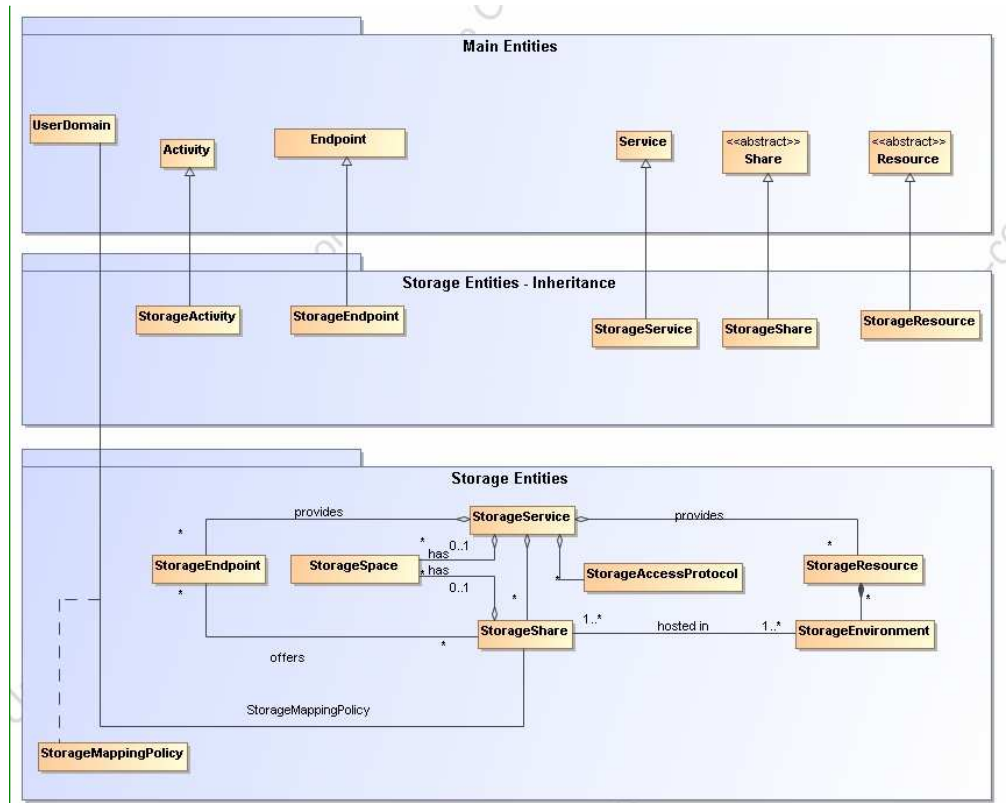 Main Entities
UserDomain
Activity
Endpoint
Service
<<abstract>>
Share
<<abstract>>
Resource
Storage Entities - Inheritance
StorageActivity
StorageEndpoint
StorageService
StorageShare
StorageResource
Storage Entities
provides
StorageService
provides
*
*
0..1
*
has
StorageEndpoint
StorageSpace
StorageAccessProtocol
StorageResource
*
*
has
*
0..1
*
*
1..*
hosted in
1..*
StorageShare
StorageEnvironment
offers
*
StorageMappingPolicy
StorageMappingPolicy